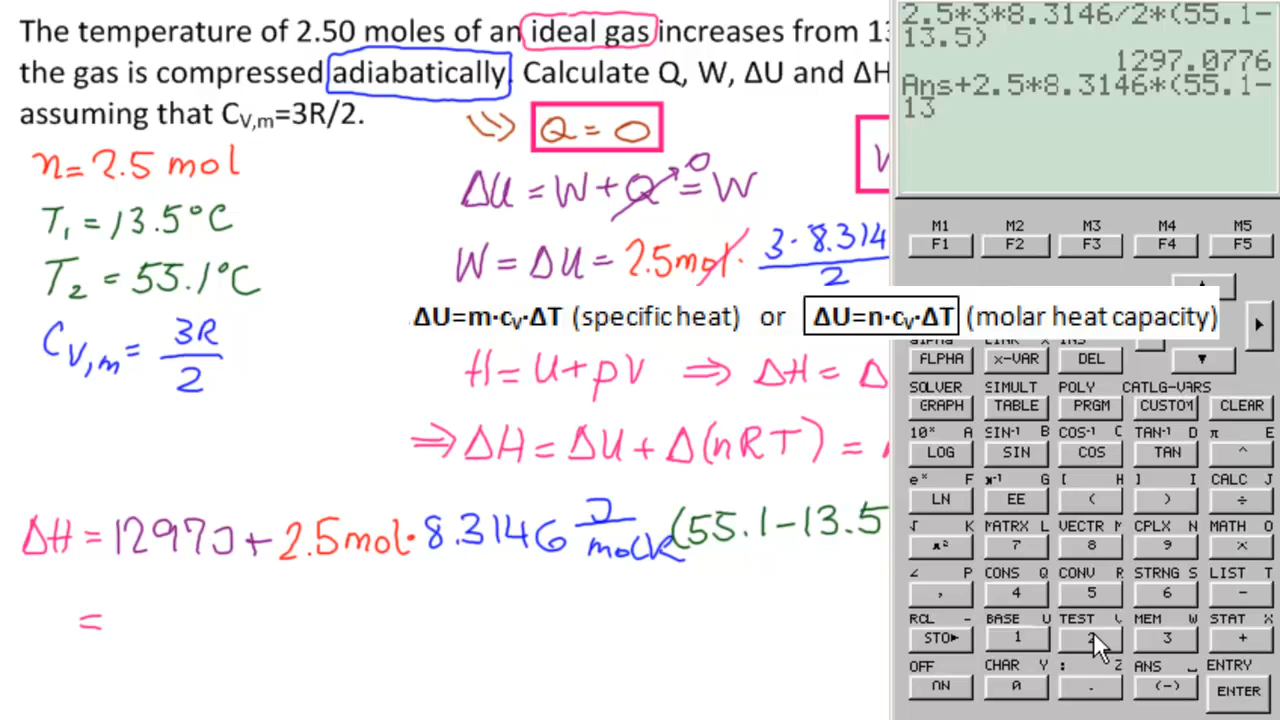 The temperature of 2.50 moles of an ideal gas increases from 13
the gas is compressed adiabatically. Calculate Q, W, ΔU and ΔH
assuming that CV,m=3R/2.
=>> Q = 0
n=2.5 mol
T1=13.5°C
T2=55.1°C
CV,m= 3R/2
ΔU = W+Q→0 = W
W = ΔU = 2.5mol· 3·8.314/2
ΔU=m·cV·ΔT (specific heat) or ΔU=n·cV·ΔT (molar heat capacity)
H=U+pV ⇒ ΔH= Δ
⇒ΔH=ΔU+Δ(nRT)=
ΔH=1297J+2.5mol·8.3146 J/molK(55.1-13.5
=
2.5*3*8.3146/2*(55.1-
13.5)
1297.0776
Ans+2.5*8.3146*(55.1-
13
M1 M2 M3 M4 M5
F1 F2 F3 F4 F5
FLPHA x-VAR DEL
SOLVER SIMULT POLY CATLG-VARS
GRAPH TABLE PRGM CUSTOM CLEAR
10ˣ A SIN⁻¹ B COS⁻¹ C TAN⁻¹ D π E
LOG SIN COS TAN ^
eˣ F x⁻¹ G [ H ] I CALC J
LN EE ( ) ÷
√ K MATRX L VECTR M CPLX N MATH O
x² 7 8 9 ×
∠ P CONS Q CONV R STRNG S LIST T
, 4 5 6 -
RCL = BASE U TEST V MEM W STAT X
STO► 1 2 3 +
OFF CHAR Y : Z ANS ␣ ENTRY
ON 0 . (-) ENTER